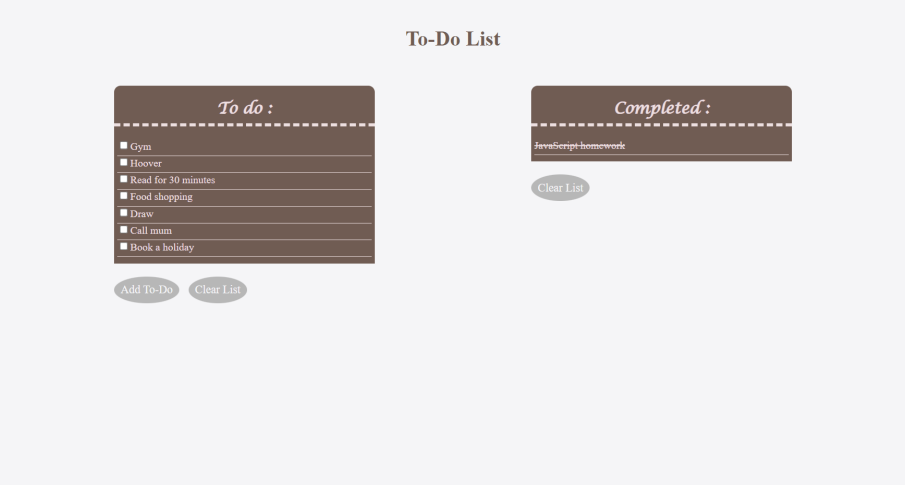 To-Do List
To do :
Gym
Hoover
Read for 30 minutes
Food shopping
Draw
Call mum
Book a holiday
Add To-Do
Clear List
Completed :
JavaScript homework
Clear List